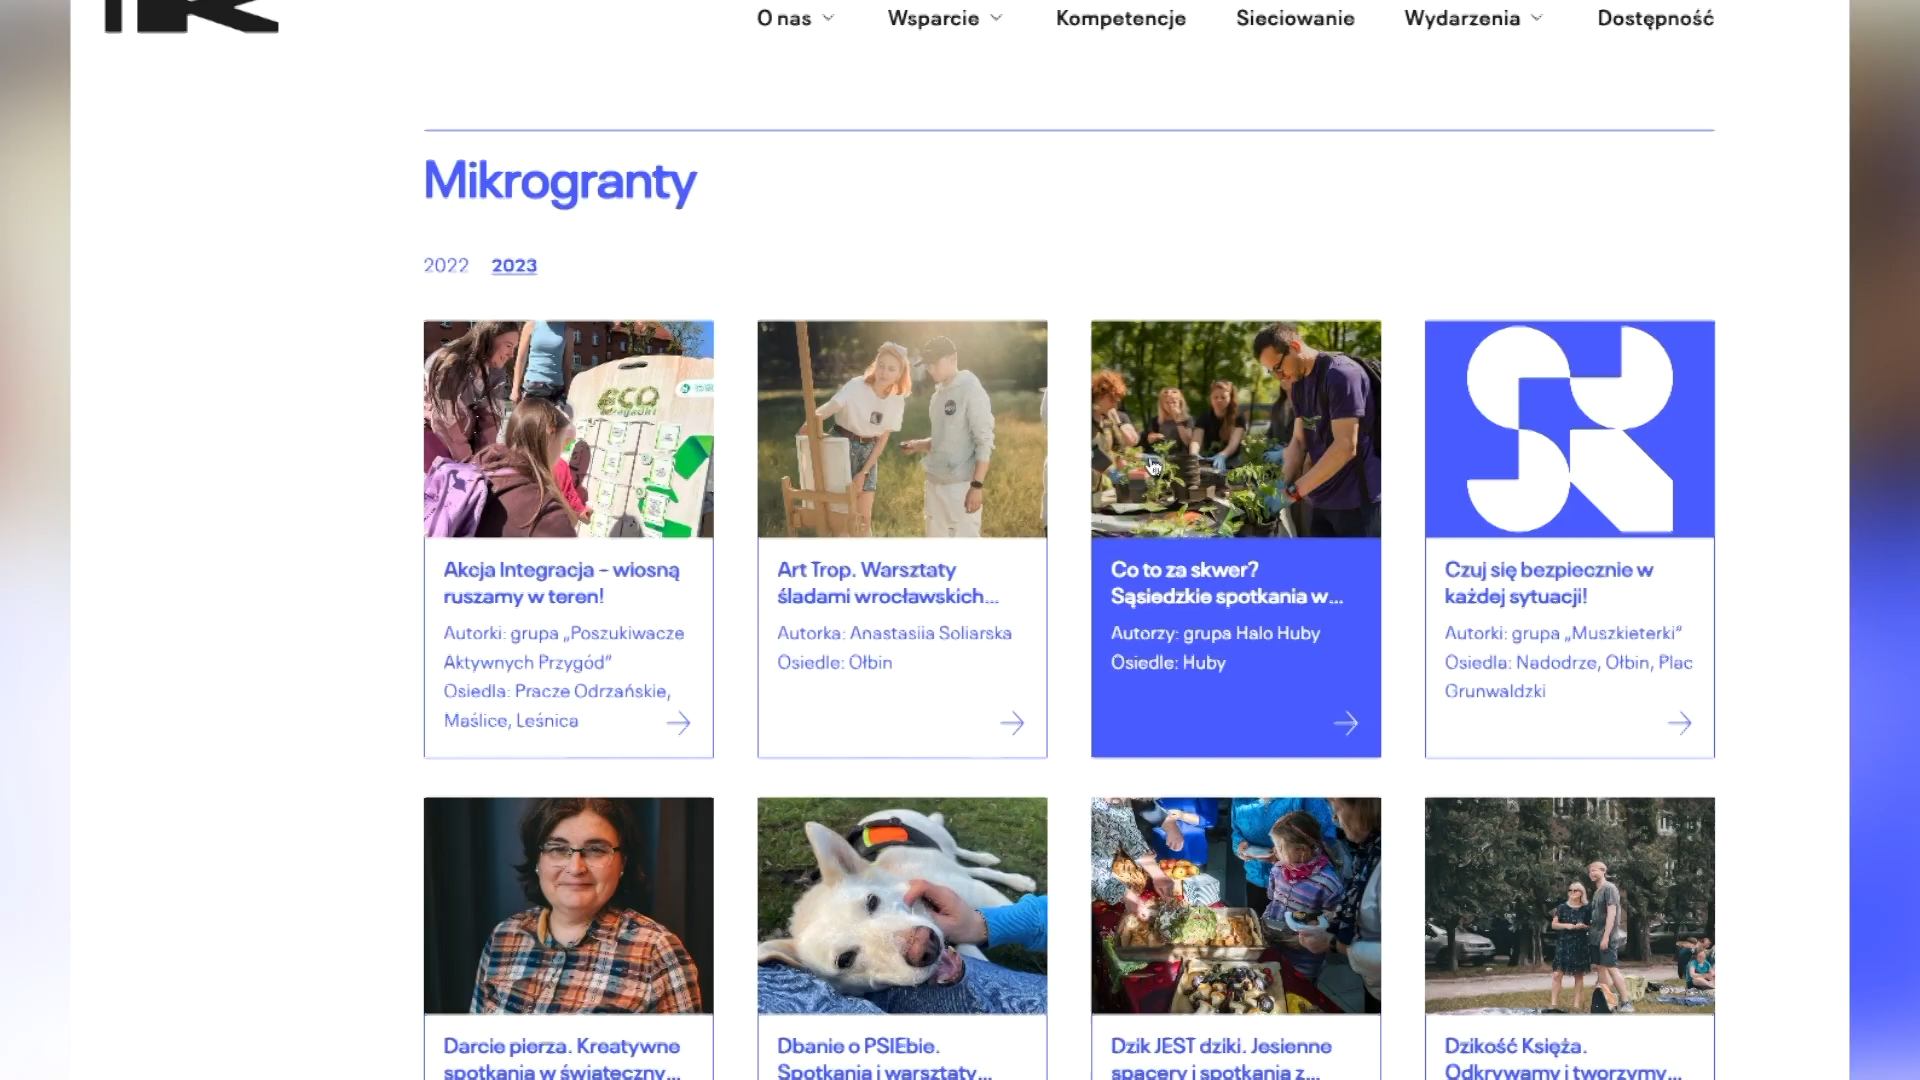 O nas
Wsparcie
Kompetencje
Sieciowanie
Wydarzenia
Dostępność
Mikrogranty
2022
2023
eco
Akcja Integracja - wiosną
ruszamy w teren!
Autorki: grupa „Poszukiwacze
Aktywnych Przygód”
Osiedla: Pracze Odrzańskie,
Maślice, Leśnica
Art Trop. Warsztaty
śladami wrocławskich...
Autorka: Anastasiia Soliarska
Osiedle: Ołbin
Co to za skwer?
Sąsiedzkie spotkania w...
Autorzy: grupa Halo Huby
Osiedle: Huby
Czuj się bezpiecznie w
każdej sytuacji!
Autorki: grupa „Muszkieterki”
Osiedla: Nadodrze, Ołbin, Plac
Grunwaldzki
Darcie pierza. Kreatywne
spotkania w świąteczny...
Dbanie o PSIEbie.
Spotkania i warsztaty...
Dzik JEST dziki. Jesienne
spacery i spotkania z...
Dzikość Księża.
Odkrywamy i tworzymy...